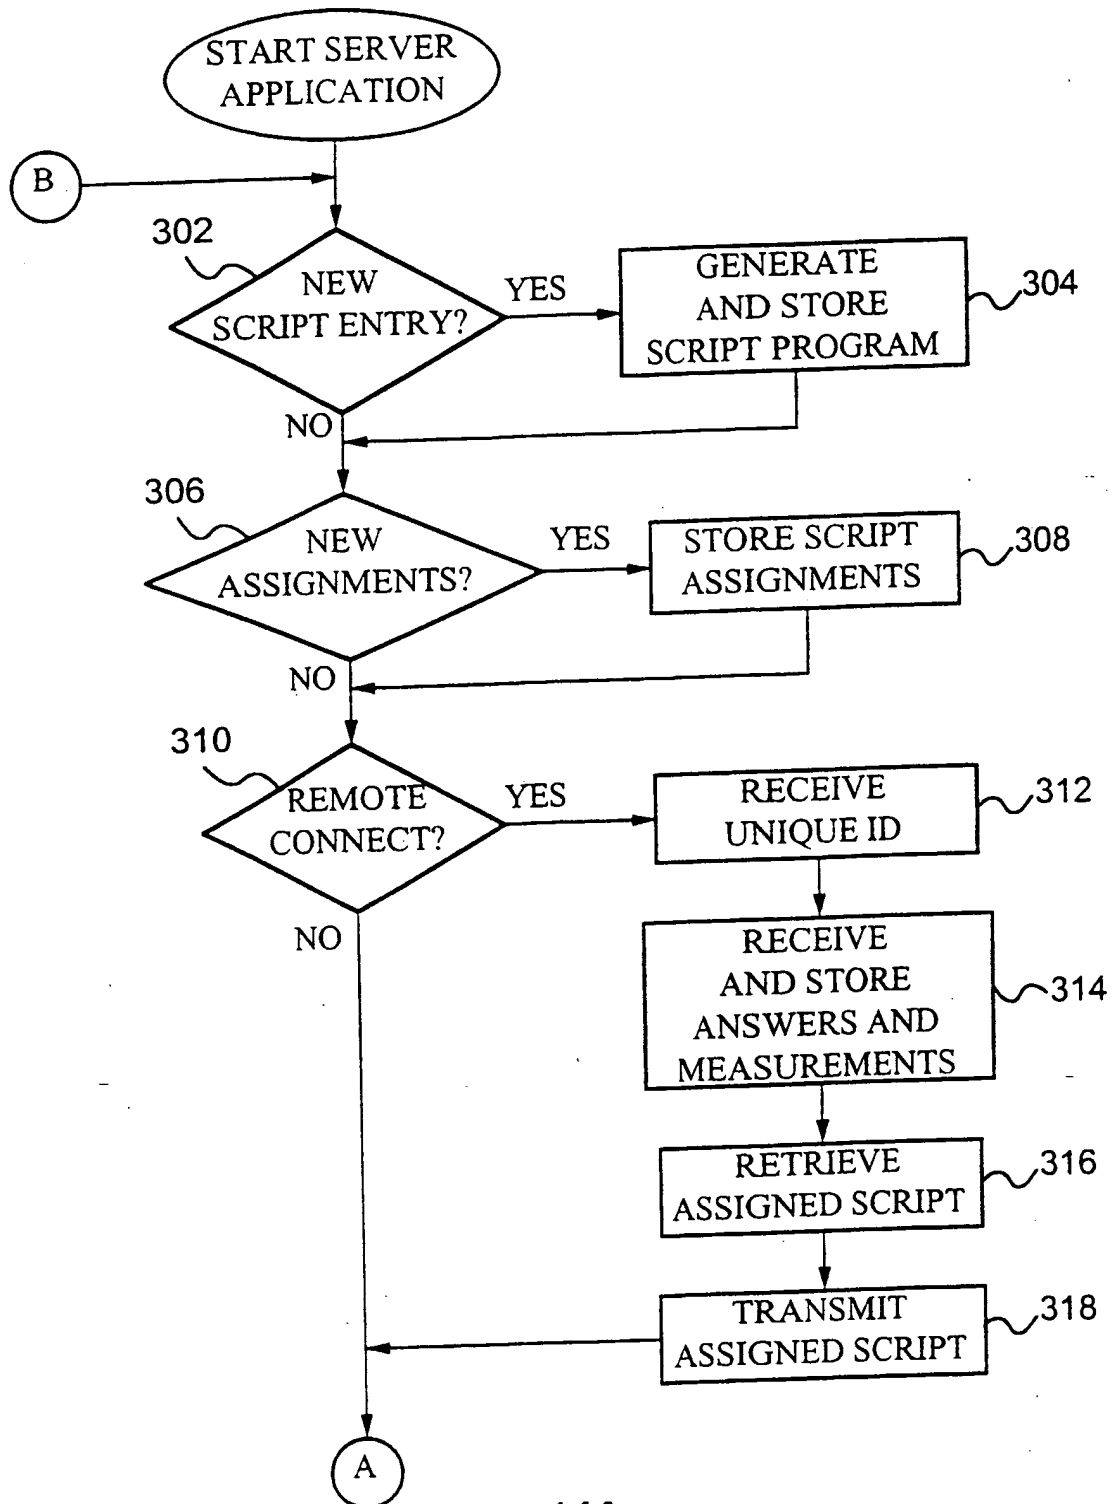 START SERVER
APPLICATION
B
302
NEW
SCRIPT ENTRY?
YES
GENERATE
AND STORE
SCRIPT PROGRAM
304
NO
306
NEW
ASSIGNMENTS?
YES
STORE SCRIPT
ASSIGNMENTS
308
NO
310
REMOTE
CONNECT?
YES
RECEIVE
UNIQUE ID
312
NO
RECEIVE
AND STORE
ANSWERS AND
MEASUREMENTS
314
RETRIEVE
ASSIGNED SCRIPT
316
TRANSMIT
ASSIGNED SCRIPT
318
A